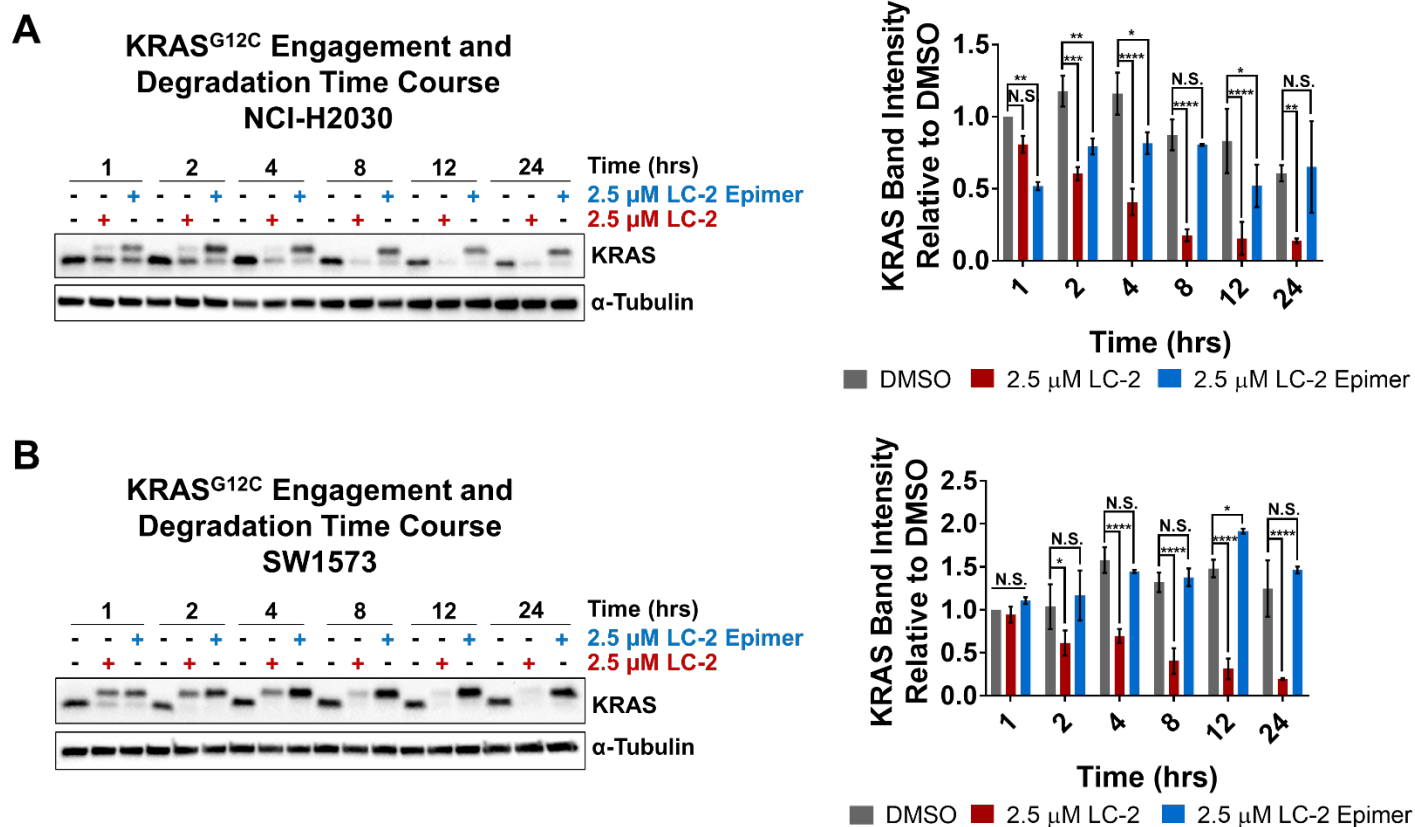 A
KRASG12C Engagement and
Degradation Time Course
NCI-H2030
1 2 4 8 12 24 Time (hrs)
- - + - - + - - + - - + - - + - - + 2.5 µM LC-2 Epimer
- + - - + - - + - - + - - + - - + - 2.5 µM LC-2
KRAS
α-Tubulin
KRAS Band Intensity
Relative to DMSO
1.5
1.0
0.5
0.0
** N.S. ** *** * **** N.S. **** * **** N.S. **
1 2 4 8 12 24
Time (hrs)
DMSO 2.5 µM LC-2 2.5 µM LC-2 Epimer
B
KRASG12C Engagement and
Degradation Time Course
SW1573
1 2 4 8 12 24 Time (hrs)
- - + - - + - - + - - + - - + - - + 2.5 µM LC-2 Epimer
- + - - + - - + - - + - - + - - + - 2.5 µM LC-2
KRAS
α-Tubulin
KRAS Band Intensity
Relative to DMSO
2.5
2.0
1.5
1.0
0.5
0.0
N.S. N.S. * N.S. **** N.S. **** * **** N.S. ****
1 2 4 8 12 24
Time (hrs)
DMSO 2.5 µM LC-2 2.5 µM LC-2 Epimer